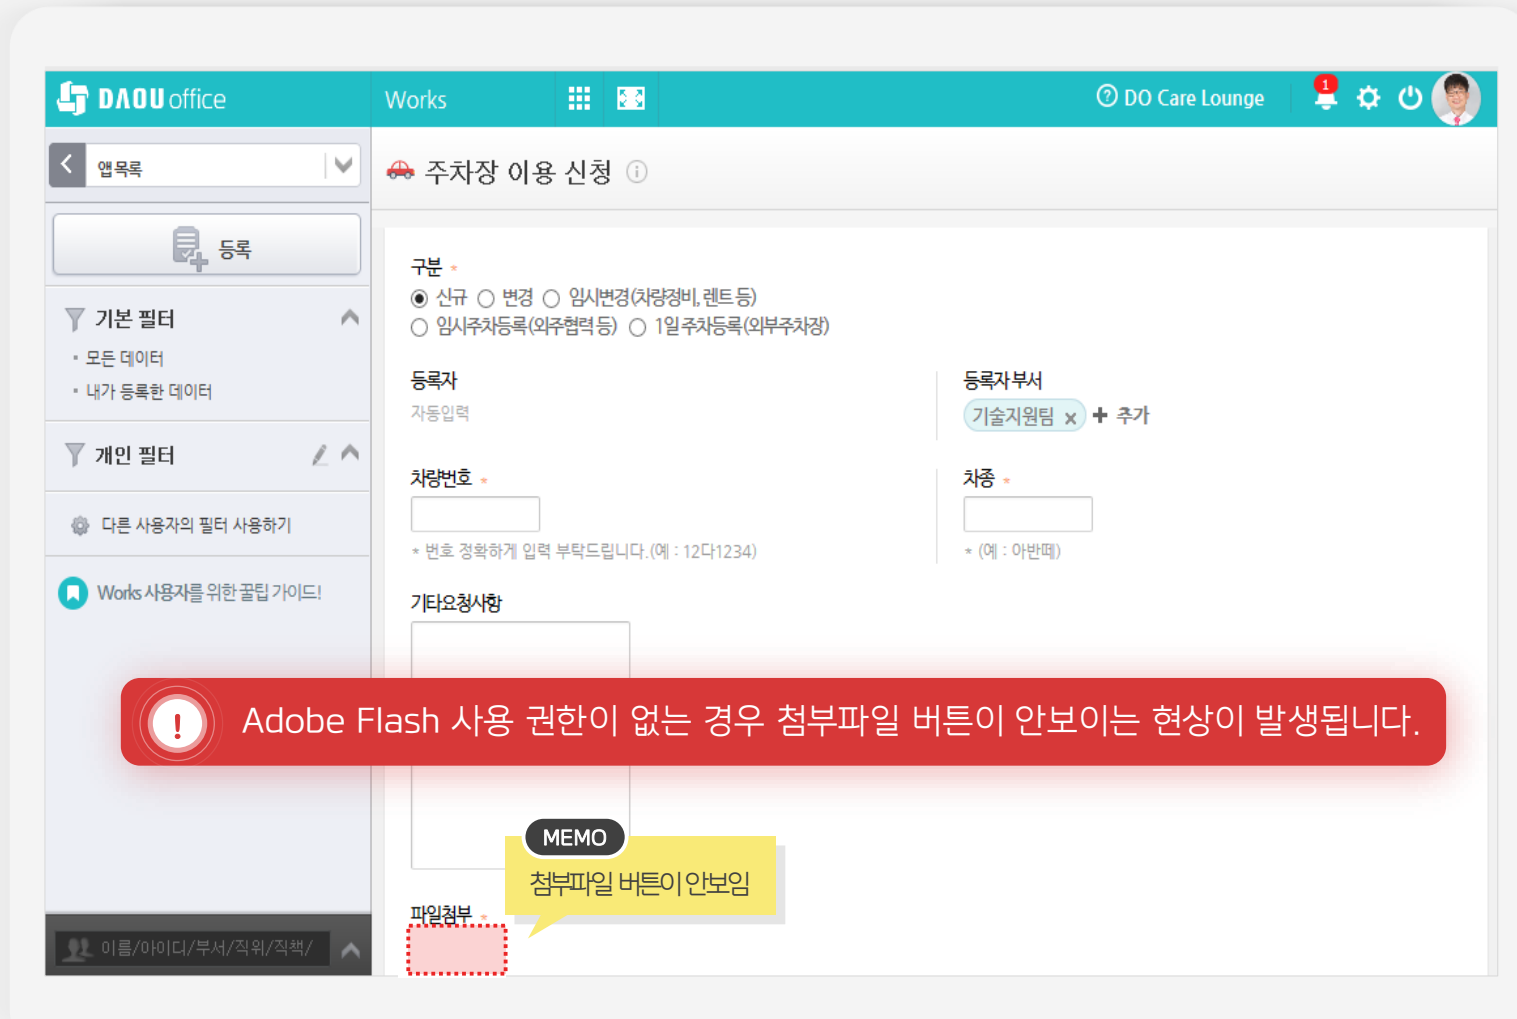 DAOU office
Works
DO Care Lounge
1
앱목록
주차장 이용 신청
등록
구분 *
신규 변경 임시변경(차량정비, 렌트 등)
임시주차등록(외주협력 등) 1일 주차등록(외부주차장)
기본 필터
모든 데이터
내가 등록한 데이터
개인 필터
다른 사용자의 필터 사용하기
Works 사용자를 위한 꿀팁 가이드!
등록자
자동입력
등록자 부서
기술지원팀 x + 추가
차량번호 *
* 번호 정확하게 입력 부탁드립니다.(예 : 12다1234)
차종 *
* (예 : 아반떼)
기타요청사항
! Adobe Flash 사용 권한이 없는 경우 첨부파일 버튼이 안보이는 현상이 발생됩니다.
MEMO
첨부파일 버튼이 안보임
파일첨부 *
이름/아이디/부서/직위/직책/